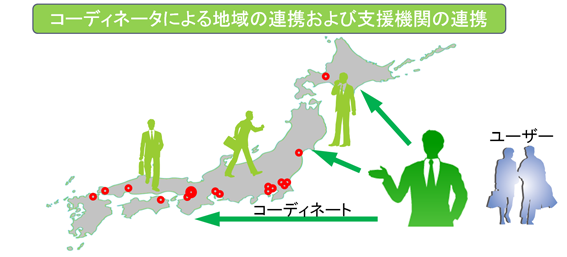 コーディネータによる地域の連携および支援機関の連携
ユーザー
コーディネート